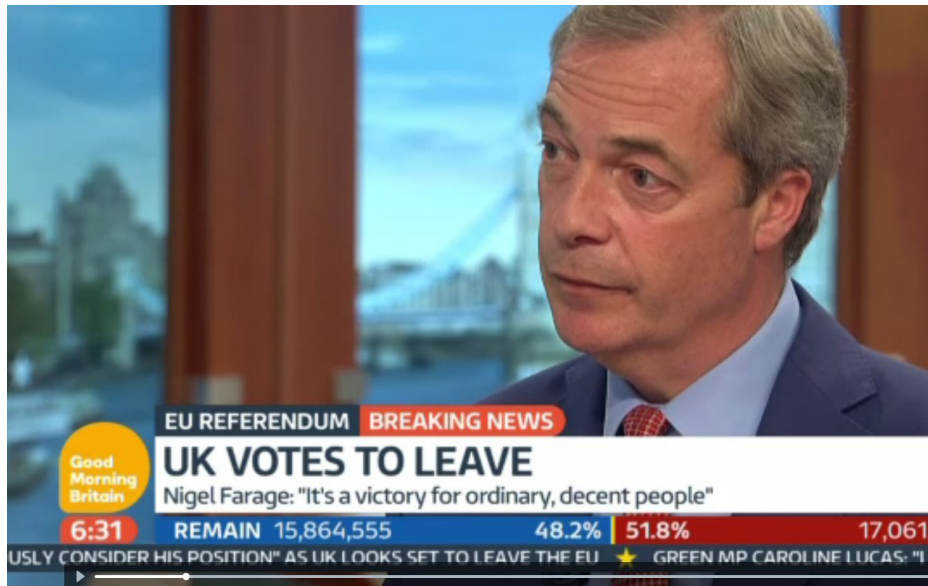 EU REFERENDUM BREAKING NEWS
UK VOTES TO LEAVE
Good
Morning
Britain
Nigel Farage: "It's a victory for ordinary, decent people"
6:31 REMAIN 15,864,555 48.2% 51.8% 17,061
USLY CONSIDER HIS POSITION" AS UK LOOKS SET TO LEAVE THE EU GREEN MP CAROLINE LUCAS: "I